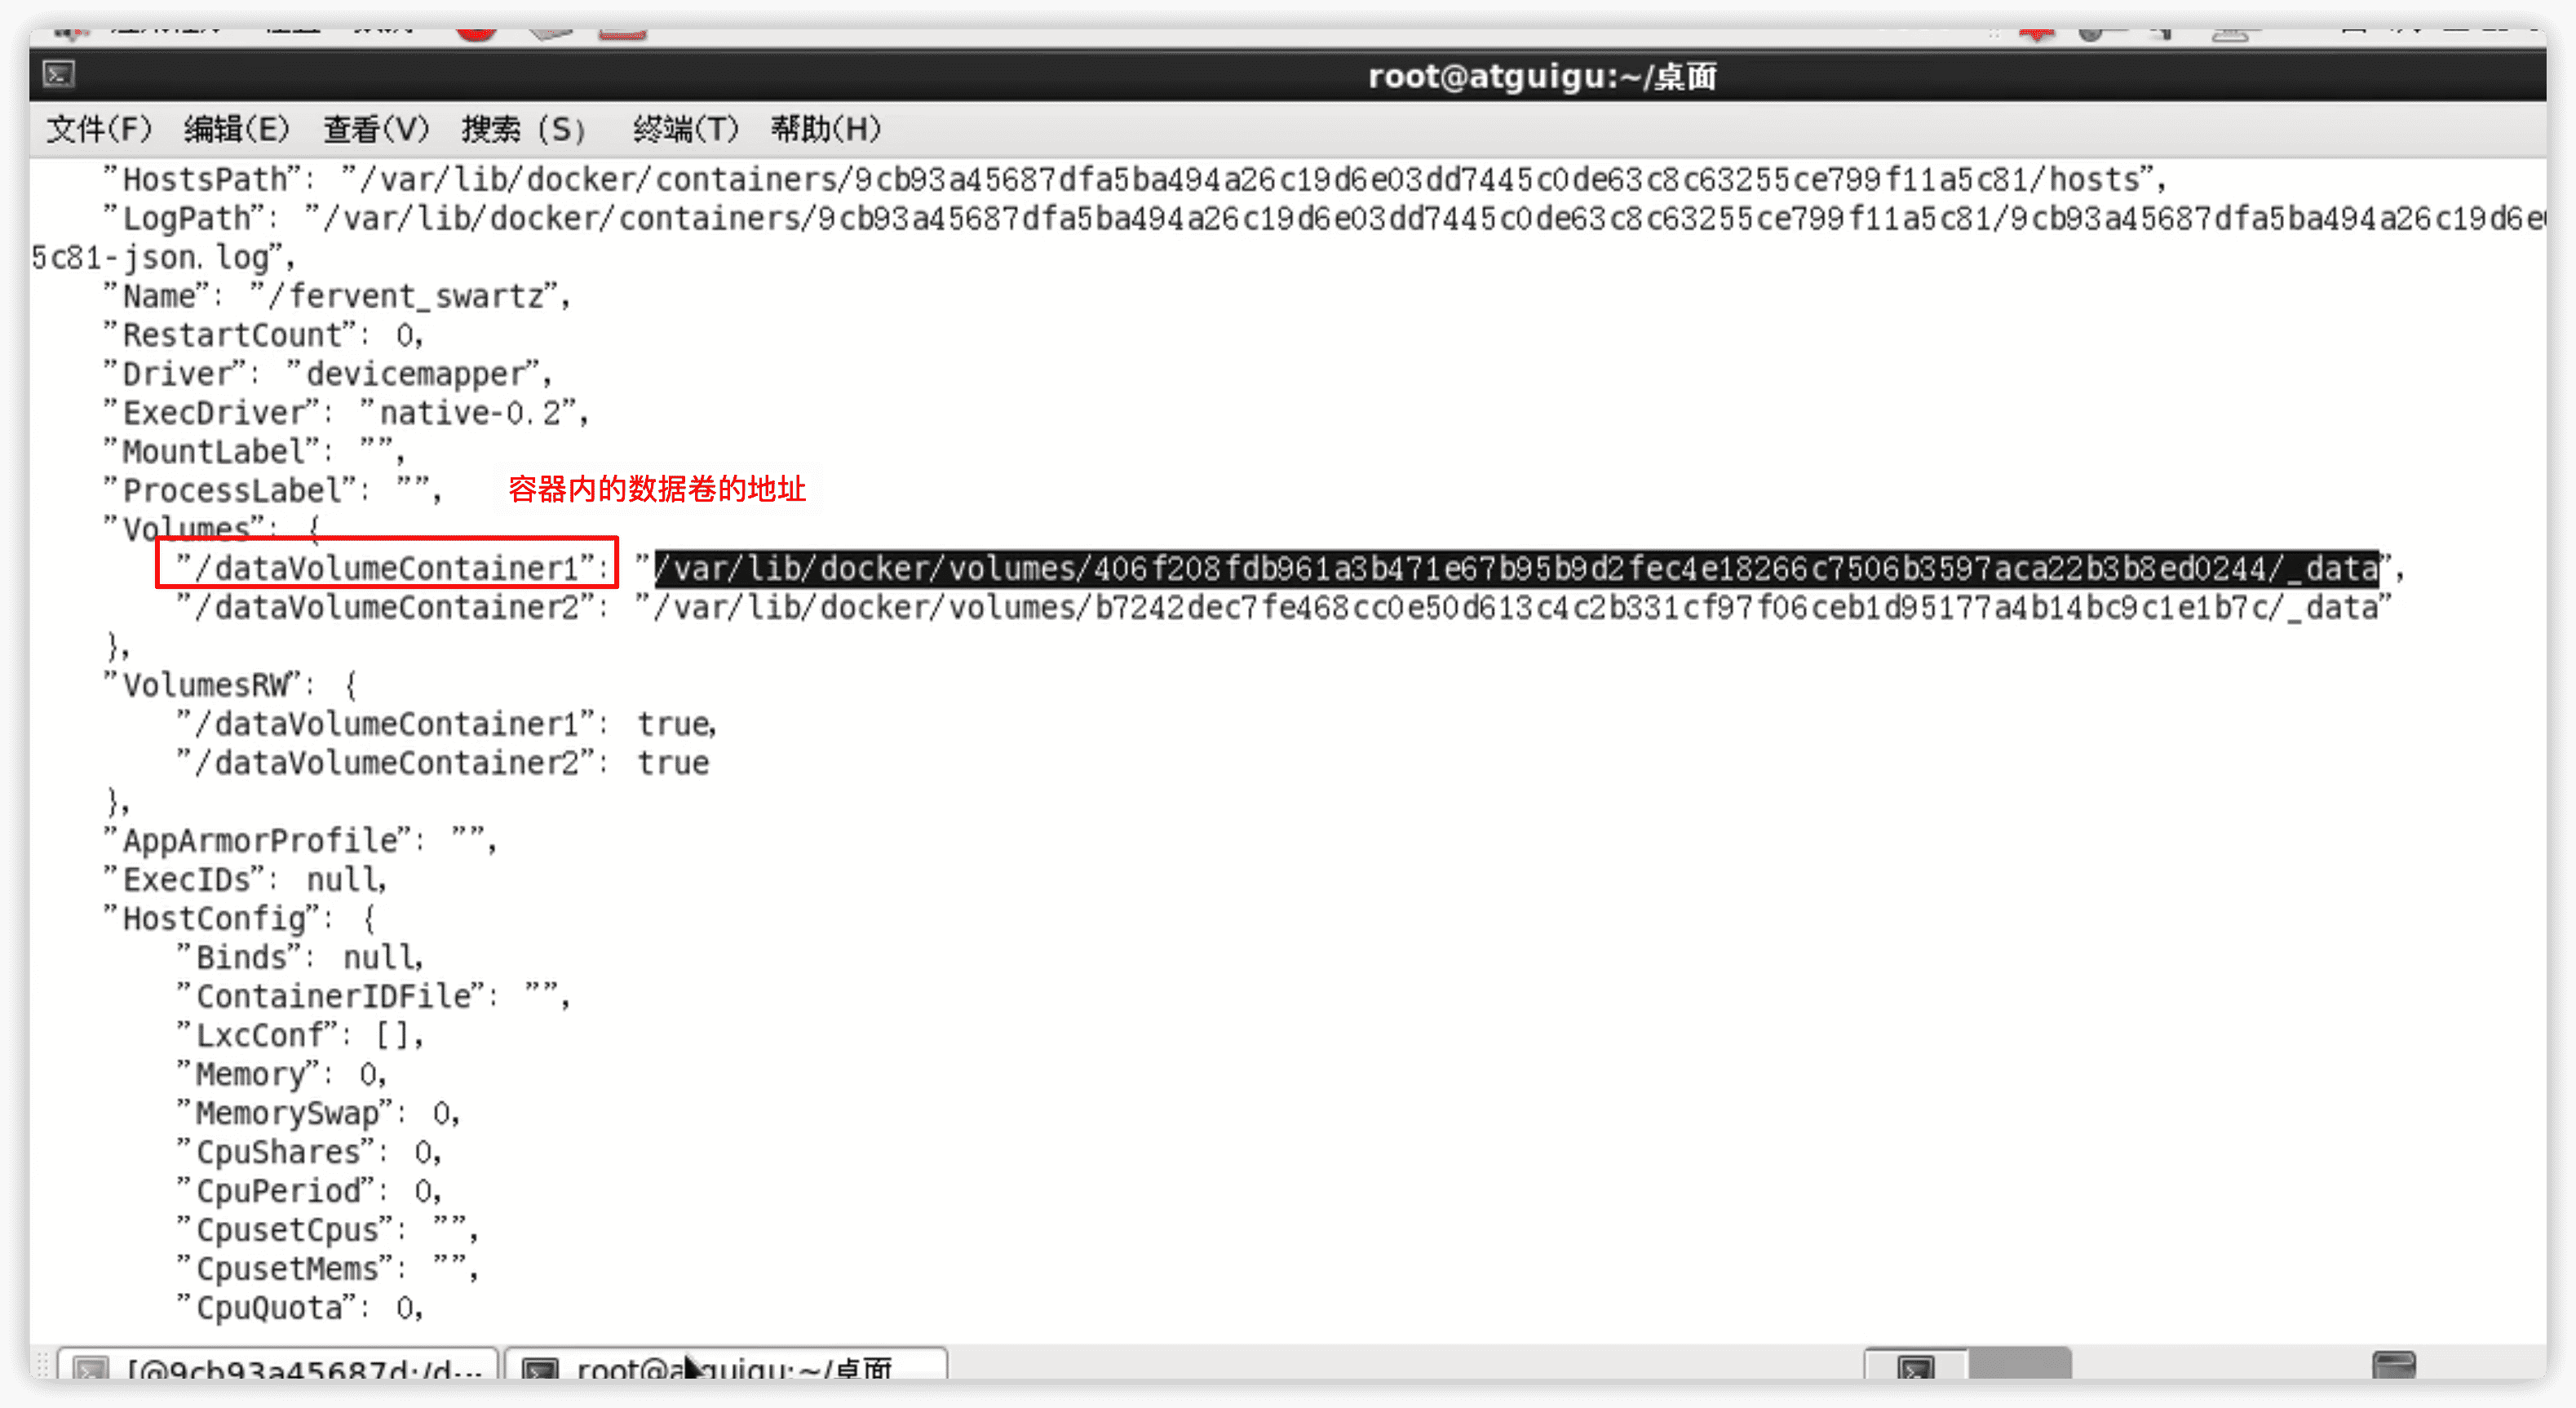 root@atguigu:~/桌面
文件(F) 编辑(E) 查看(V) 搜索 (S) 终端(T) 帮助(H)
"HostsPath": "/var/lib/docker/containers/9cb93a45687dfa5ba494a26c19d6e03dd7445c0de63c8c63255ce799f11a5c81/hosts",
"LogPath": "/var/lib/docker/containers/9cb93a45687dfa5ba494a26c19d6e03dd7445c0de63c8c63255ce799f11a5c81/9cb93a45687dfa5ba494a26c19d6e
5c81-json.log",
"Name": "/fervent_swartz",
"RestartCount": 0,
"Driver": "devicemapper",
"ExecDriver": "native-0.2",
"MountLabel": "",
"ProcessLabel": "",
容器内的数据卷的地址
"Volumes": {
"/dataVolumeContainer1": "/var/lib/docker/volumes/406f208fdb961a3b471e67b95b9d2fec4e18266c7506b3597aca22b3b8ed0244/_data",
"/dataVolumeContainer2": "/var/lib/docker/volumes/b7242dec7fe468cc0e50d613c4c2b331cf97f06ceb1d95177a4b14bc9c1e1b7c/_data"
},
"VolumesRW": {
"/dataVolumeContainer1": true,
"/dataVolumeContainer2": true
},
"AppArmorProfile": "",
"ExecIDs": null,
"HostConfig": {
"Binds": null,
"ContainerIDFile": "",
"LxcConf": [],
"Memory": 0,
"MemorySwap": 0,
"CpuShares": 0,
"CpuPeriod": 0,
"CpusetCpus": "",
"CpusetMems": "",
"CpuQuota": 0,
[@9cb93a45687d:/d... root@atguigu:~/桌面